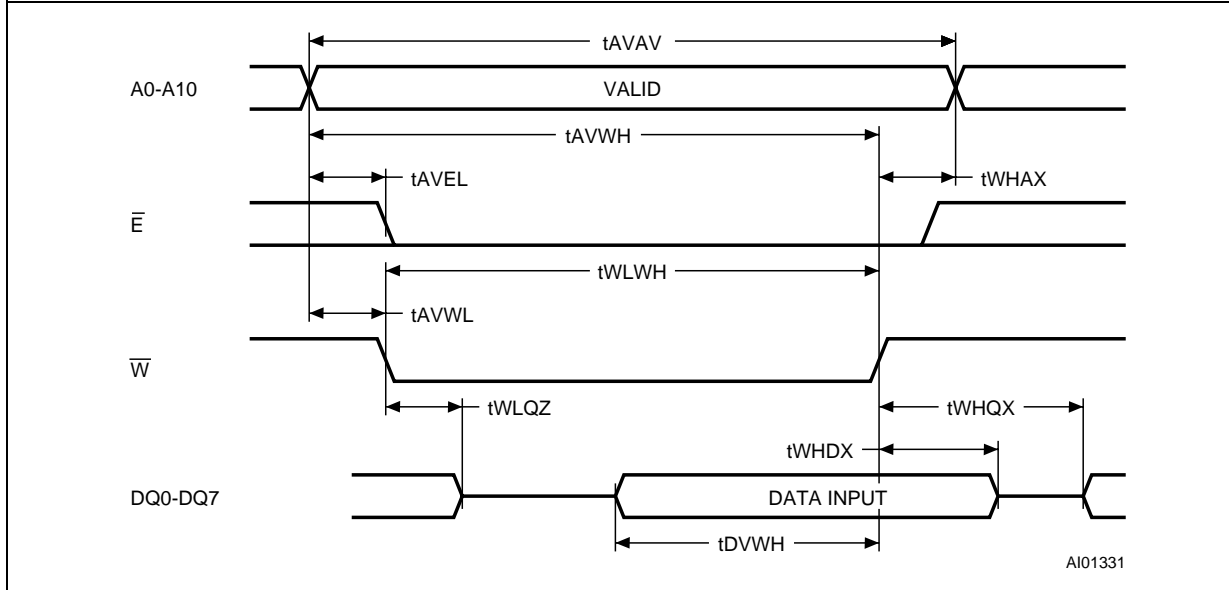 tAVAV
A0-A10
VALID
tAVWH
tAVEL
tWHAX
E̅
tWLWH
tAVWL
W̅
tWLQZ
tWHQX
tWHDX
DQ0-DQ7
DATA INPUT
tDVWH
AI01331